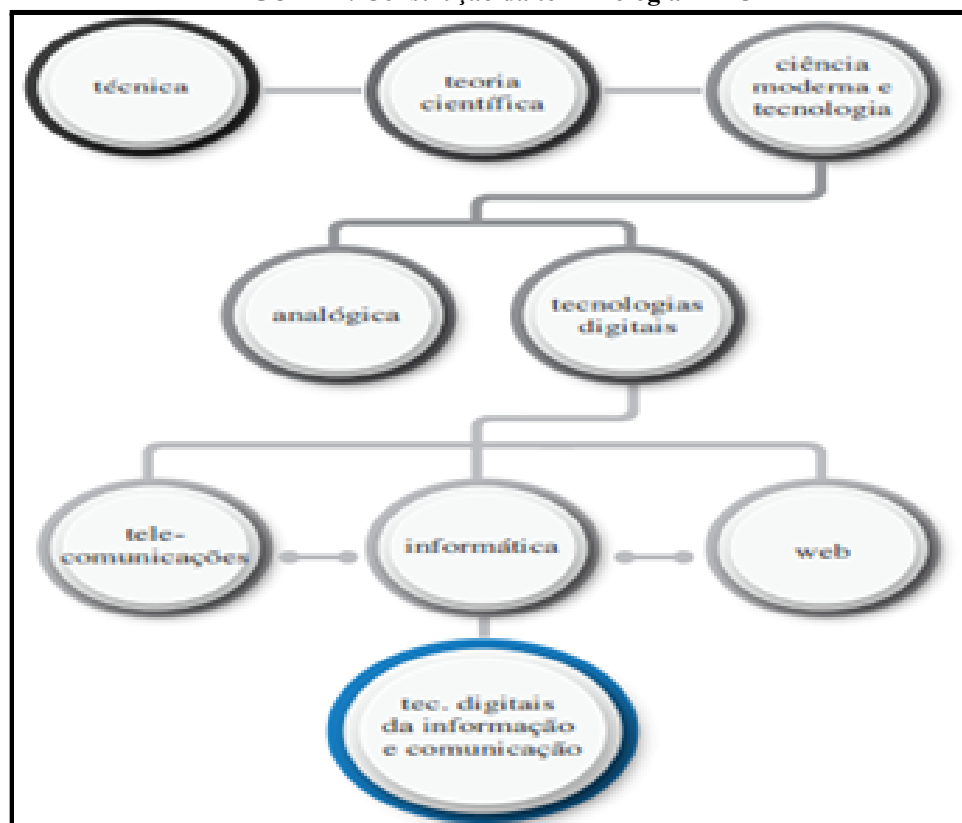 técnica
teoria
científica
ciência
moderna e
tecnologia
analógica
tecnologias
digitais
tele-
comunicações
informática
web
tec. digitais
da informação
e comunicação